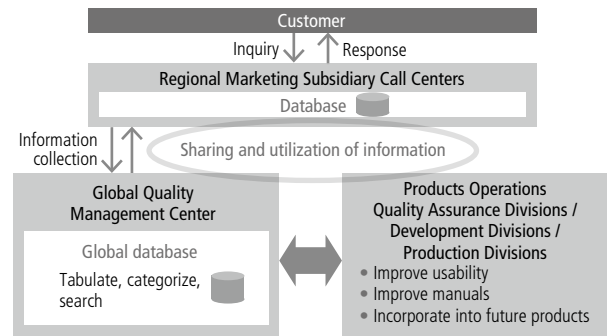 Customer
Inquiry
Response
Regional Marketing Subsidiary Call Centers
Database
Information
collection
Sharing and utilization of information
Global Quality
Management Center
Global database
Tabulate, categorize,
search
Products Operations
Quality Assurance Divisions /
Development Divisions /
Production Divisions
• Improve usability
• Improve manuals
• Incorporate into future products